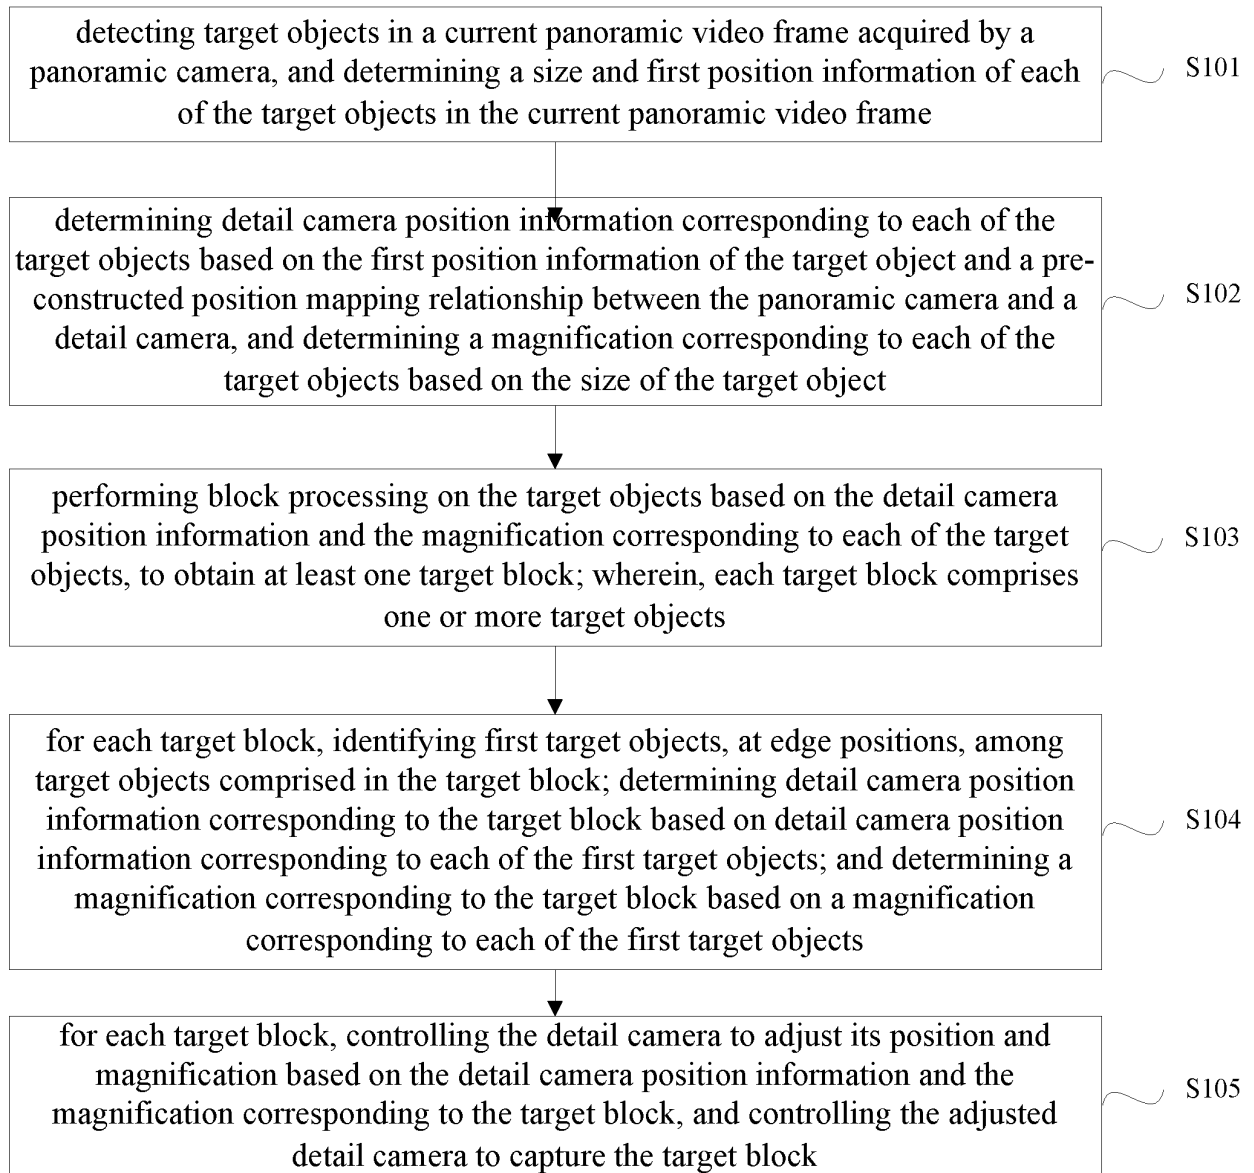 detecting target objects in a current panoramic video frame acquired by a
panoramic camera, and determining a size and first position information of each
of the target objects in the current panoramic video frame
S101
determining detail camera position information corresponding to each of the
target objects based on the first position information of the target object and a pre-
constructed position mapping relationship between the panoramic camera and a
detail camera, and determining a magnification corresponding to each of the
target objects based on the size of the target object
S102
performing block processing on the target objects based on the detail camera
position information and the magnification corresponding to each of the target
objects, to obtain at least one target block; wherein, each target block comprises
one or more target objects
S103
for each target block, identifying first target objects, at edge positions, among
target objects comprised in the target block; determining detail camera position
information corresponding to the target block based on detail camera position
information corresponding to each of the first target objects; and determining a
magnification corresponding to the target block based on a magnification
corresponding to each of the first target objects
S104
for each target block, controlling the detail camera to adjust its position and
magnification based on the detail camera position information and the
magnification corresponding to the target block, and controlling the adjusted
detail camera to capture the target block
S105